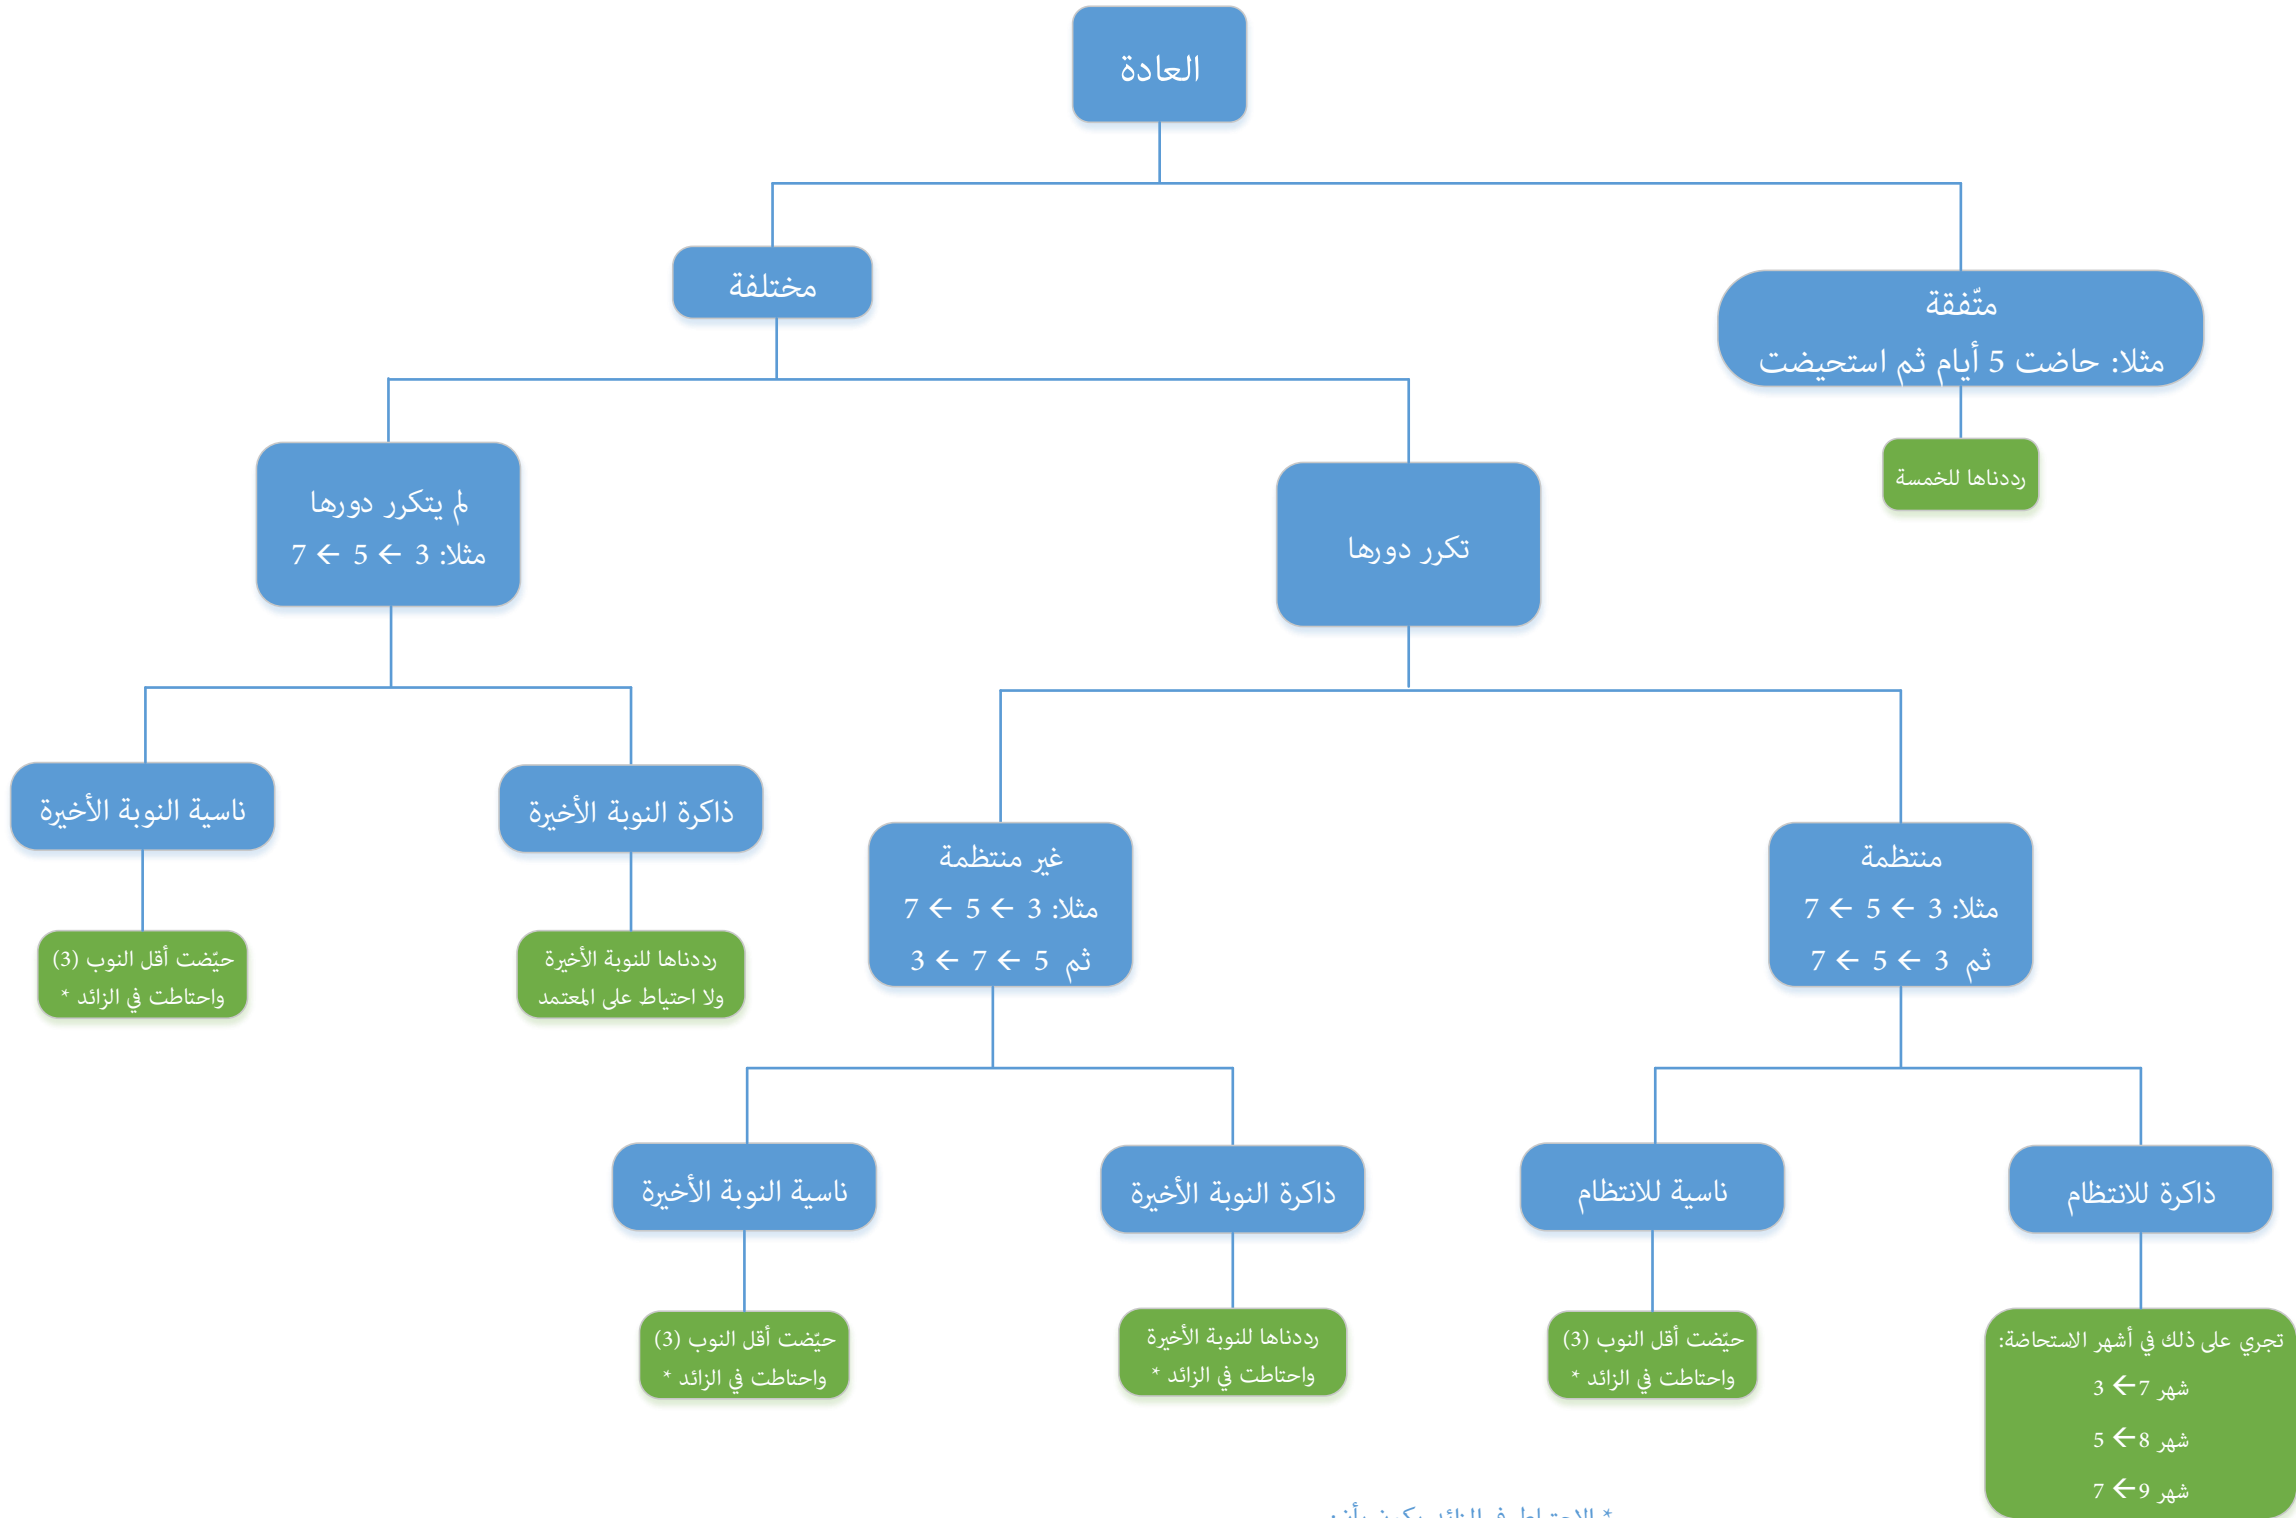 العادة
متّفقة
مثلا: حاضت 5 أيام ثم استحيضت
رددناها للخمسة
مختلفة
تكرر دورها
منتظمة
مثلا: 3 ← 5 ← 7
ثم 3 ← 5 ← 7
ذاكرة للانتظام
تجري على ذلك في أشهر الاستحاضة:
شهر 7← 3
شهر 8← 5
شهر 9← 7
ناسية للانتظام
حيّضت أقل النوب (3)
واحتاطت في الزائد *
غير منتظمة
مثلا: 3 ← 5 ← 7
ثم 5 ← 7 ← 3
ذاكرة النوبة الأخيرة
رددناها للنوبة الأخيرة
واحتاطت في الزائد *
ناسية النوبة الأخيرة
حيّضت أقل النوب (3)
واحتاطت في الزائد *
لم يتكرر دورها
مثلا: 3 ← 5 ← 7
ذاكرة النوبة الأخيرة
رددناها للنوبة الأخيرة
ولا احتياط على المعتمد
ناسية النوبة الأخيرة
حيّضت أقل النوب (3)
واحتاطت في الزائد *
* الاحتياط في الزائد يكون بأن: